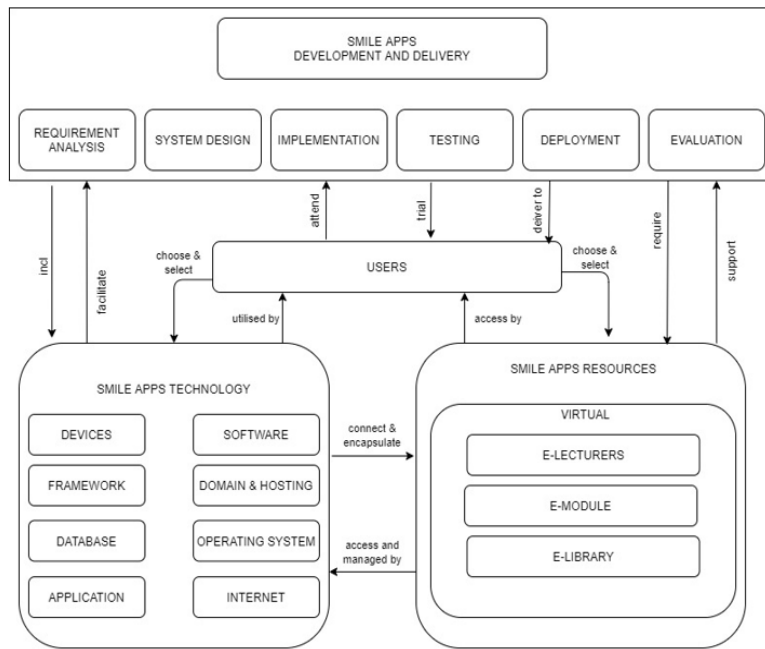 SMILE APPS
DEVELOPMENT AND DELIVERY
REQUIREMENT
ANALYSIS
SYSTEM DESIGN
IMPLEMENTATION
TESTING
DEPLOYMENT
EVALUATION
incl
facilitate
attend
trial
deiver to
require
support
choose &
select
USERS
choose &
select
utilised by
access by
SMILE APPS TECHNOLOGY
DEVICES
SOFTWARE
FRAMEWORK
DOMAIN & HOSTING
DATABASE
OPERATING SYSTEM
APPLICATION
INTERNET
connect &
encapsulate
access and
managed by
SMILE APPS RESOURCES
VIRTUAL
E-LECTURERS
E-MODULE
E-LIBRARY